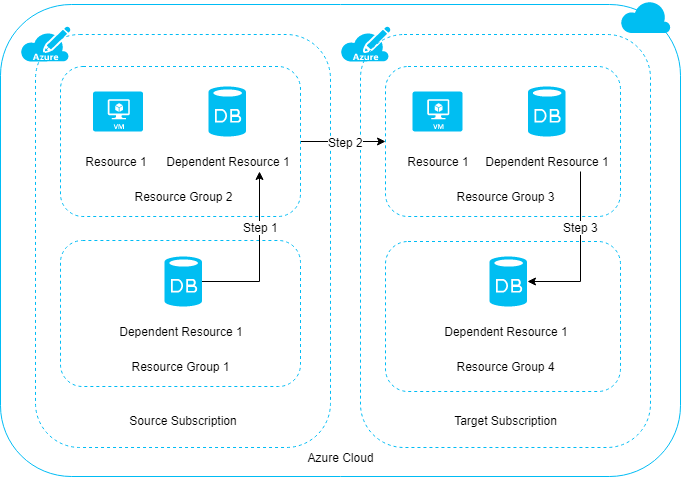 Azure
Azure
VM
DB
VM
DB
Step 2
Resource 1
Dependent Resource 1
Resource 1
Dependent Resource 1
Resource Group 2
Resource Group 3
Step 1
Step 3
DB
DB
Dependent Resource 1
Dependent Resource 1
Resource Group 1
Resource Group 4
Source Subscription
Target Subscription
Azure Cloud